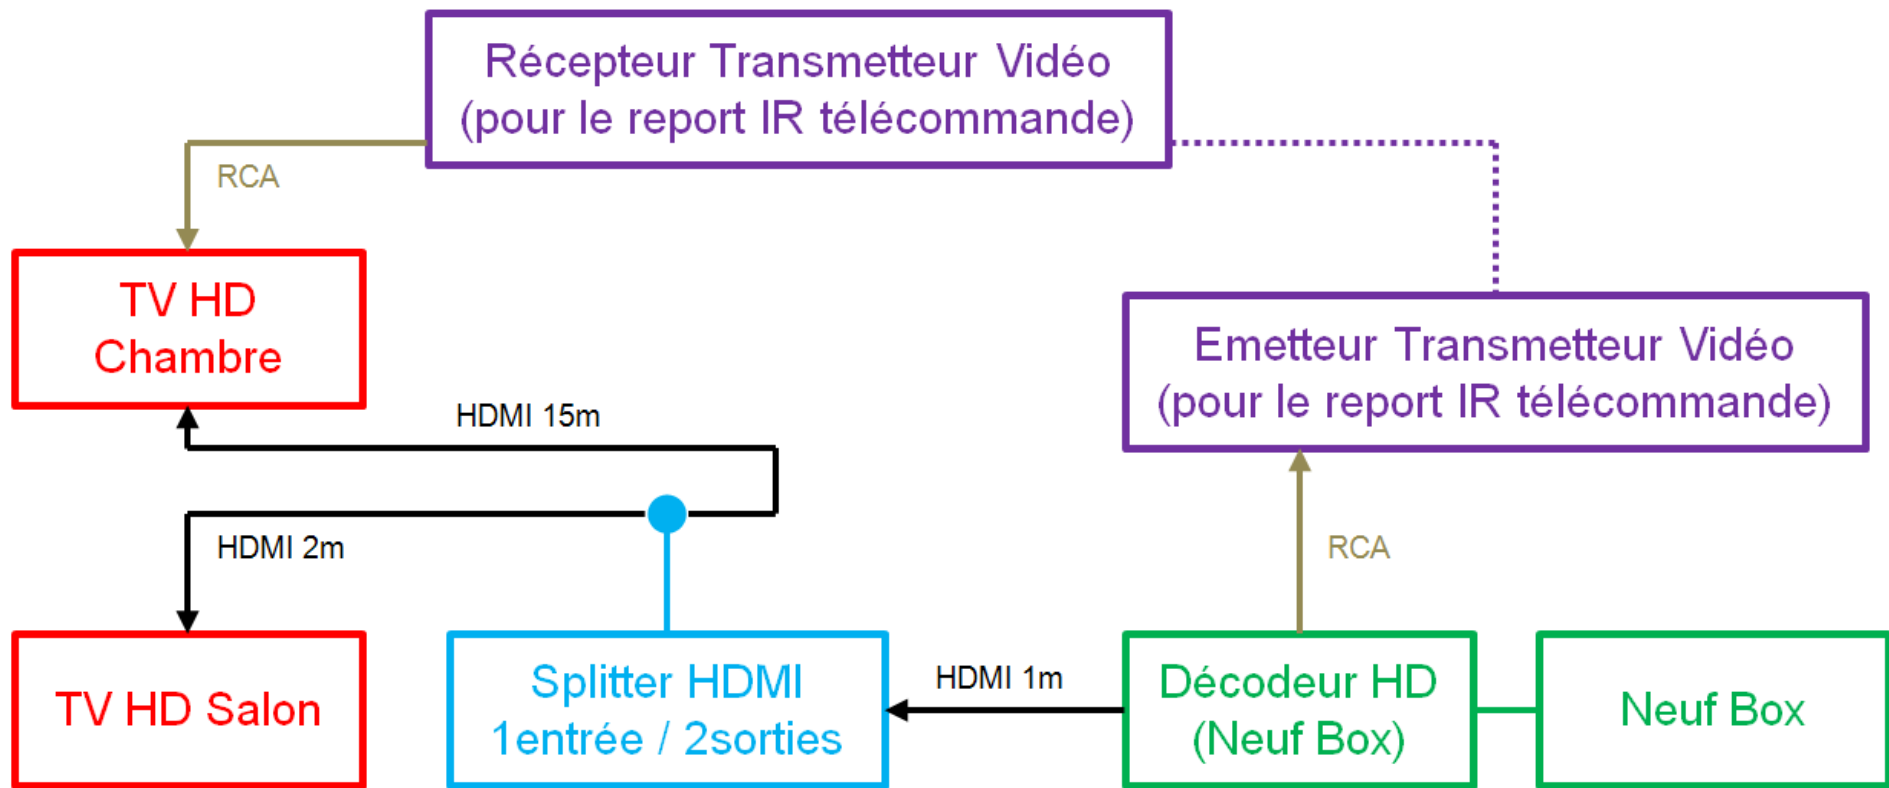 Récepteur Transmetteur Vidéo
(pour le report IR télécommande)
RCA
TV HD
Chambre
Emetteur Transmetteur Vidéo
(pour le report IR télécommande)
HDMI 15m
HDMI 2m
RCA
TV HD Salon
Splitter HDMI
1entrée / 2sorties
HDMI 1m
Décodeur HD
(Neuf Box)
Neuf Box